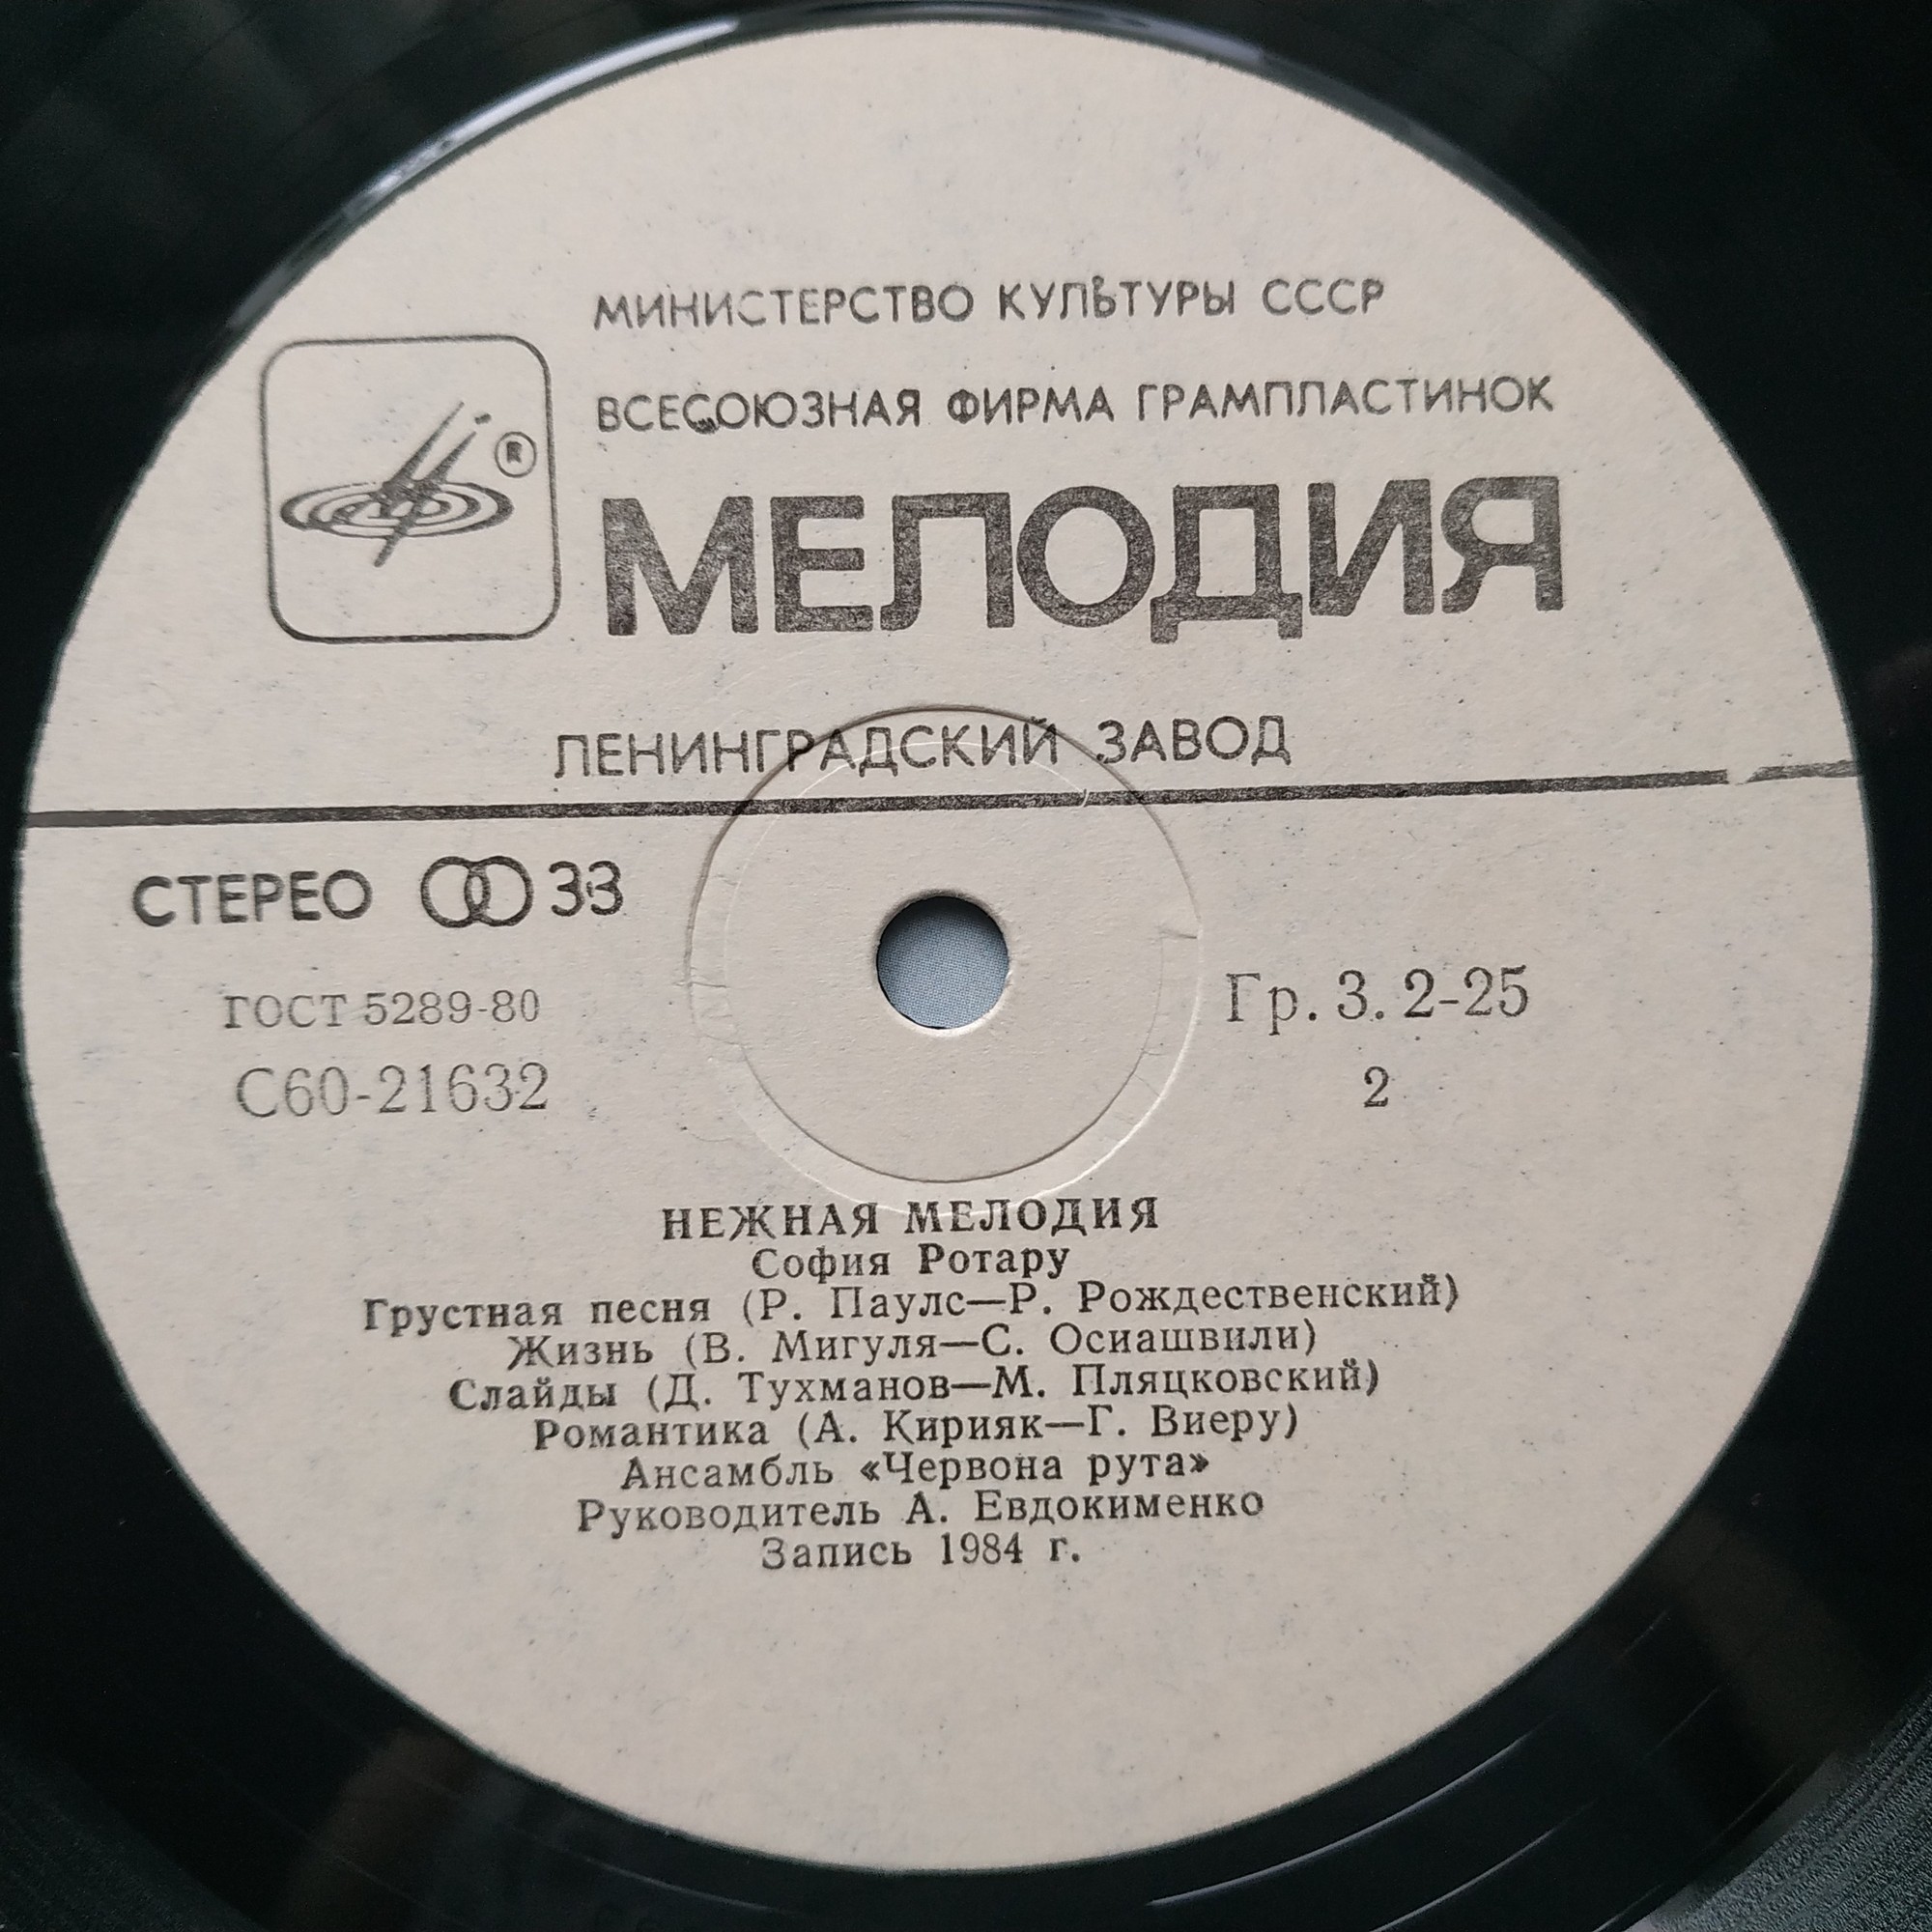 МИНИСТЕРСТВО КУЛЬТУРЫ СССР
ВСЕСОЮЗНАЯ ФИРМА ГРАМПЛАСТИНОК
®
МЕЛОДИЯ
ЛЕНИНГРАДСКИЙ ЗАВОД
СТЕРЕО 33
ГОСТ 5289-80
Гр. 3. 2-25
С60-21632
2
НЕЖНАЯ МЕЛОДИЯ
София Ротару
Грустная песня (Р. Паулс—Р. Рождественский)
Жизнь (В. Мигуля—С. Осиашвили)
Слайды (Д. Тухманов—М. Пляцковский)
Романтика (А. Кирияк—Г. Виеру)
Ансамбль «Червона рута»
Руководитель А. Евдокименко
Запись 1984 г.